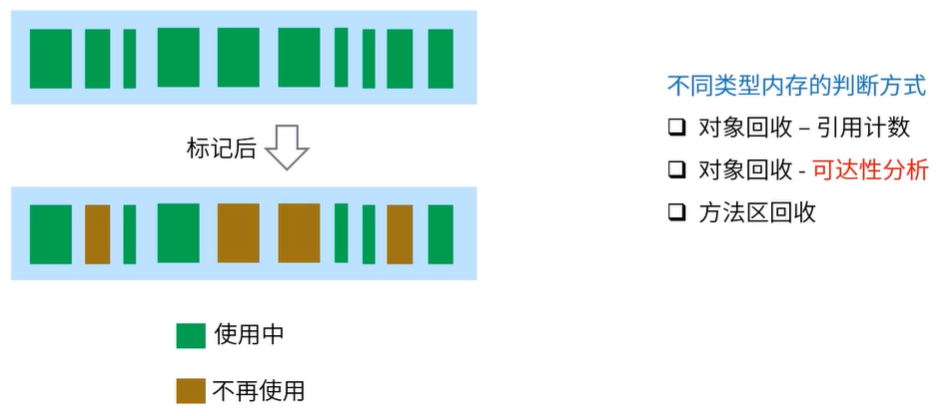 标记后
使用中
不再使用
不同类型内存的判断方式
对象回收 – 引用计数
对象回收 - 可达性分析
方法区回收